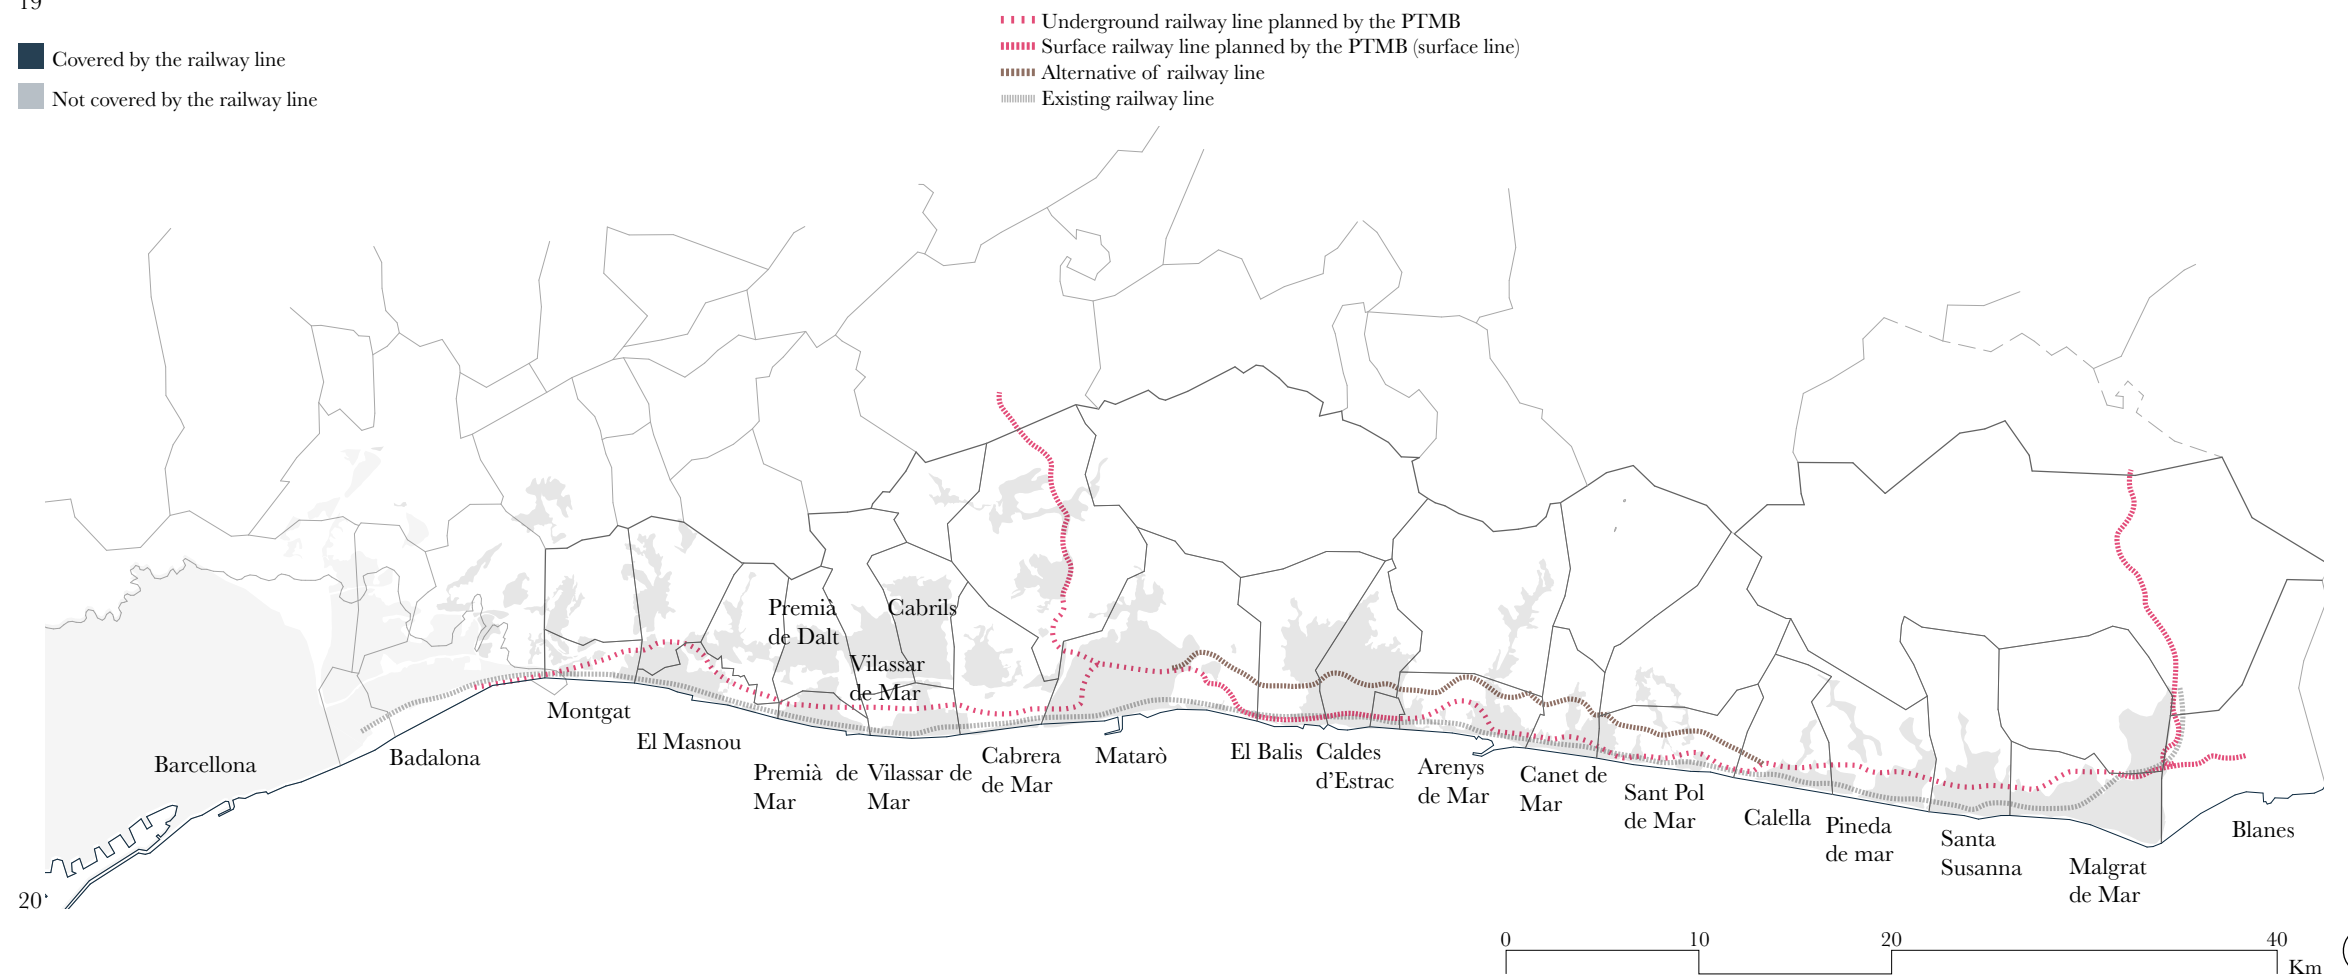 19
Covered by the railway line
Not covered by the railway line
Underground railway line planned by the PTMB
Surface railway line planned by the PTMB (surface line)
Alternative of railway line
Existing railway line
Premià
de Dalt
Cabrils
Vilassar
de Mar
Barcellona
Badalona
Montgat
El Masnou
Premià de
Mar
Vilassar de
Mar
Cabrera
de Mar
Matarò
El Balis
Caldes
d'Estrac
Arenys
de Mar
Canet de
Mar
Sant Pol
de Mar
Calella
Pineda
de mar
Santa
Susanna
Malgrat
de Mar
Blanes
20
0 10 20 40
Km